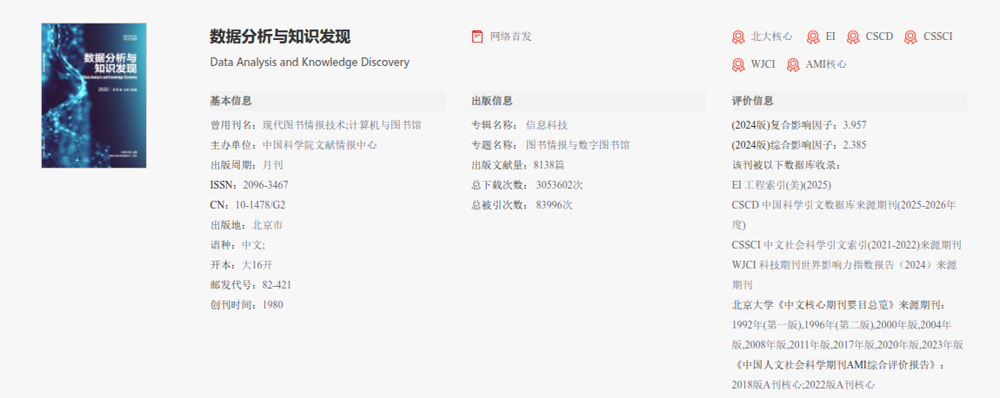 数据分析与
知识发现
Data Analysis and Knowledge Discovery
2025
数据分析与知识发现
Data Analysis and Knowledge Discovery
网络首发
北大核心 EI CSCD CSSCI
WJCI AMI核心
基本信息
曾用刊名：现代图书情报技术;计算机与图书馆
主办单位：中国科学院文献情报中心
出版周期：月刊
ISSN：2096-3467
CN：10-1478/G2
出版地：北京市
语种：中文;
开本：大16开
邮发代号：82-421
创刊时间：1980
出版信息
专辑名称： 信息科技
专题名称： 图书情报与数字图书馆
出版文献量：8138篇
总下载次数： 3053602次
总被引次数： 83996次
评价信息
(2024版)复合影响因子：3.957
(2024版)综合影响因子：2.385
该刊被以下数据库收录：
EI 工程索引(美)(2025)
CSCD 中国科学引文数据库来源期刊(2025-2026年
度)
CSSCI 中文社会科学引文索引(2021-2022)来源期刊
WJCI 科技期刊世界影响力指数报告（2024）来源
期刊
北京大学《中文核心期刊要目总览》来源期刊：
1992年(第一版),1996年(第二版),2000年版,2004年
版,2008年版,2011年版,2017年版,2020年版,2023年版
《中国人文社会科学期刊AMI综合评价报告》：
2018版A刊核心;2022版A刊核心